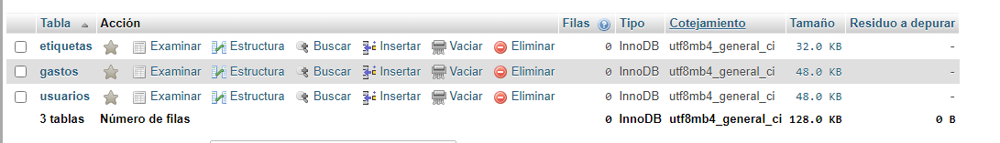 Tabla Acción Filas Tipo Cotejamiento Tamaño Residuo a depurar
etiquetas Examinar Estructura Buscar Insertar Vaciar Eliminar 0 InnoDB utf8mb4_general_ci 32.0 KB -
gastos Examinar Estructura Buscar Insertar Vaciar Eliminar 0 InnoDB utf8mb4_general_ci 48.0 KB -
usuarios Examinar Estructura Buscar Insertar Vaciar Eliminar 0 InnoDB utf8mb4_general_ci 48.0 KB -
3 tablas Número de filas 0 InnoDB utf8mb4_general_ci 128.0 KB 0 B